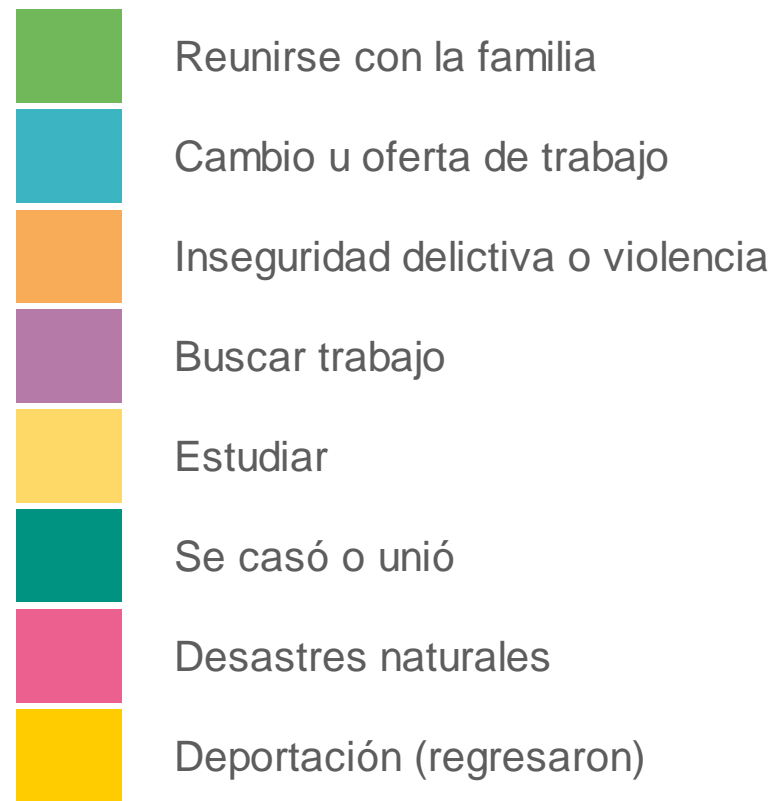 Reunirse con la familia
Cambio u oferta de trabajo
Inseguridad delictiva o violencia
Buscar trabajo
Estudiar
Se casó o unió
Desastres naturales
Deportación (regresaron)